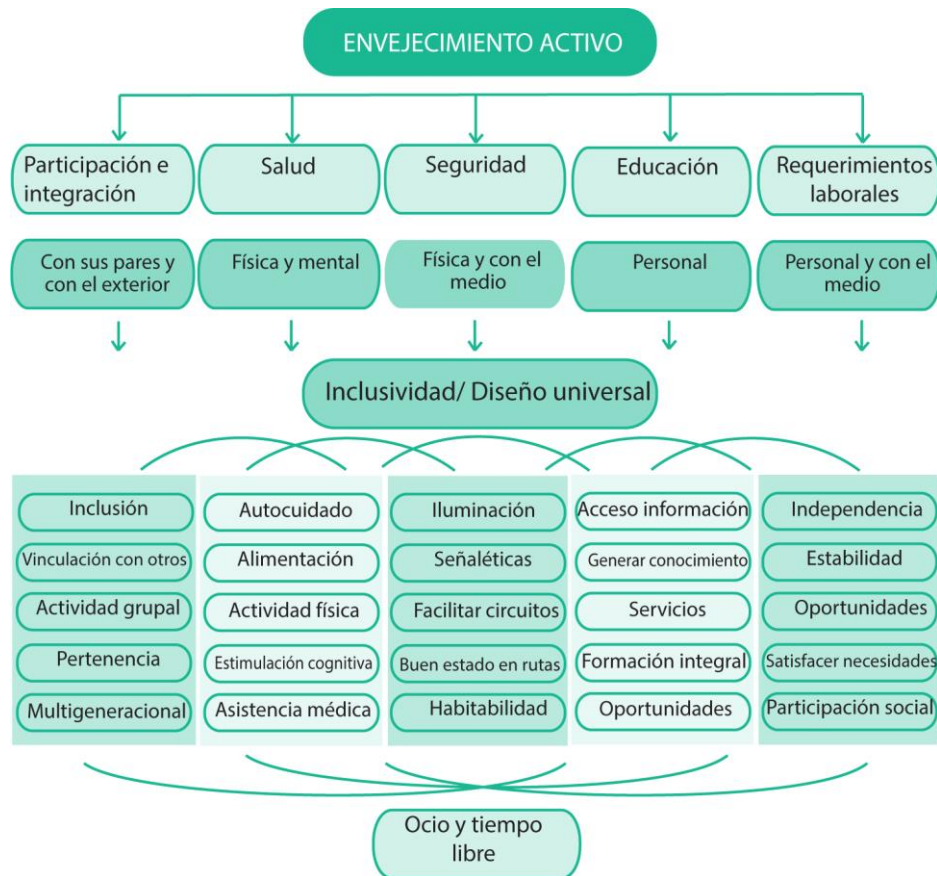 ENVEJECIMIENTO ACTIVO
Participación e
integración
Salud
Seguridad
Educación
Requerimientos
laborales
Con sus pares y
con el exterior
Física y mental
Física y con el
medio
Personal
Personal y con el
medio
Inclusividad/ Diseño universal
Inclusión
Vinculación con otros
Actividad grupal
Pertenencia
Multigeneracional
Autocuidado
Alimentación
Actividad física
Estimulación cognitiva
Asistencia médica
Iluminación
Señaléticas
Facilitar circuitos
Buen estado en rutas
Habitabilidad
Acceso información
Generar conocimiento
Servicios
Formación integral
Oportunidades
Independencia
Estabilidad
Oportunidades
Satisfacer necesidades
Participación social
Ocio y tiempo
libre